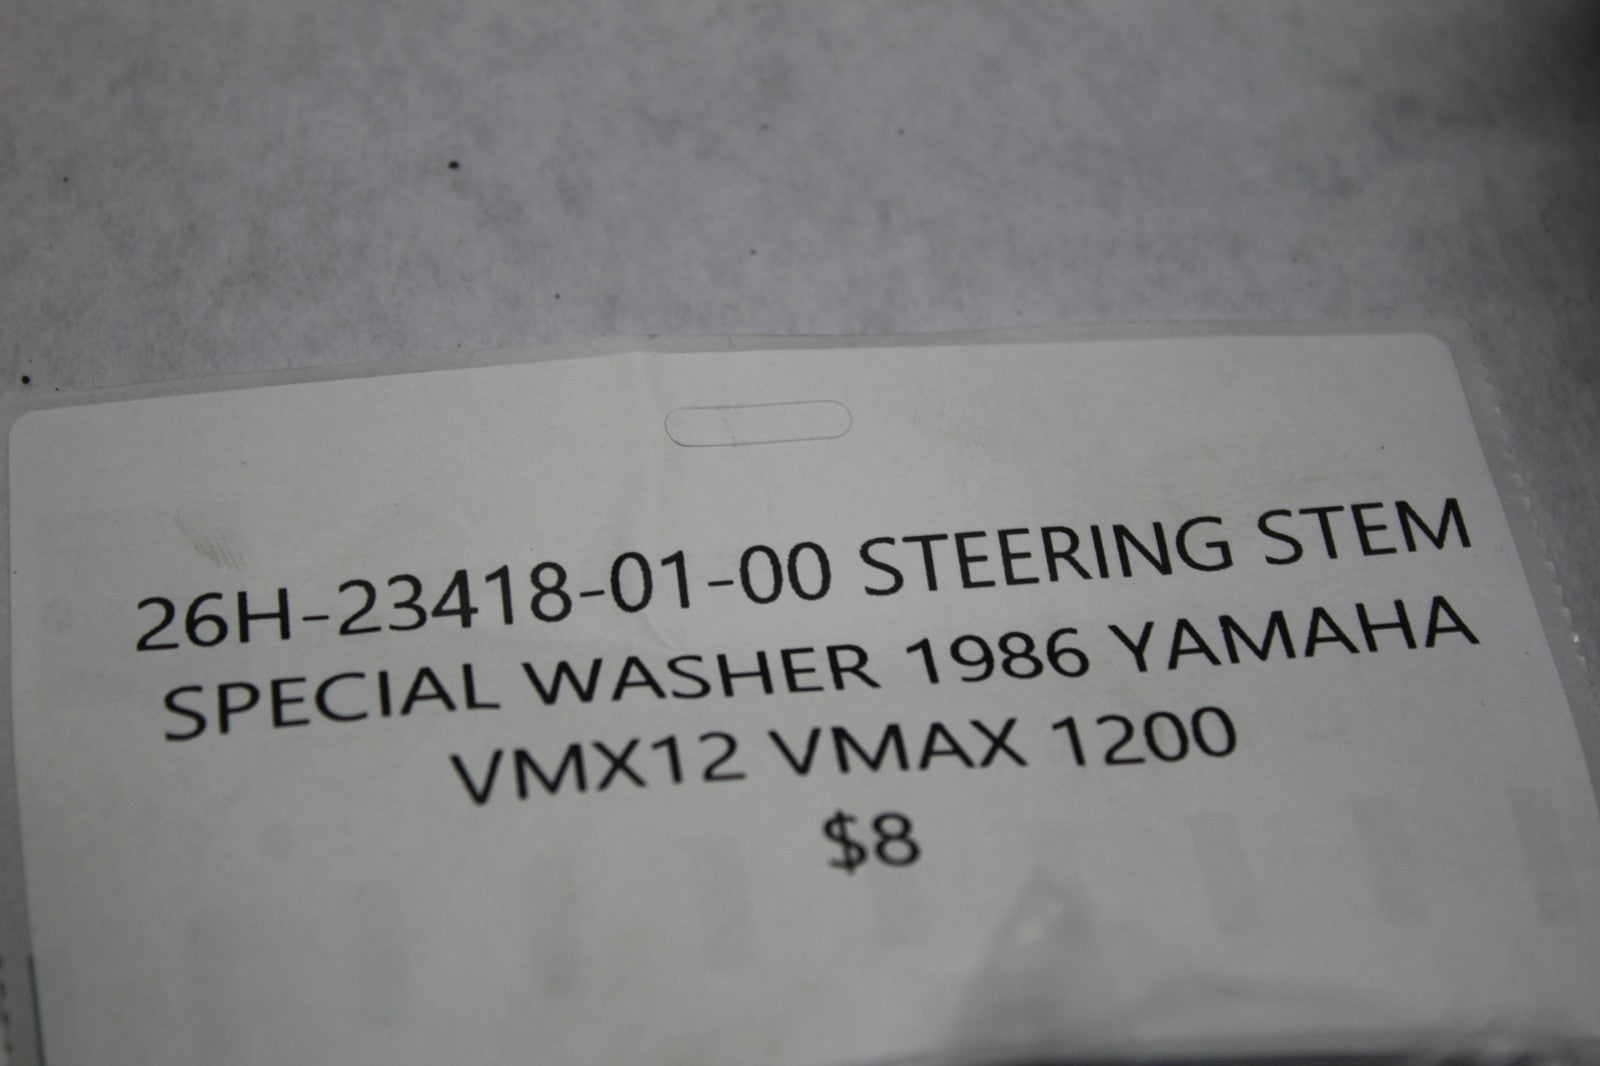 26H-23418-01-00 STEERING STEM
SPECIAL WASHER 1986 YAMAHA
VMX12 VMAX 1200
$8